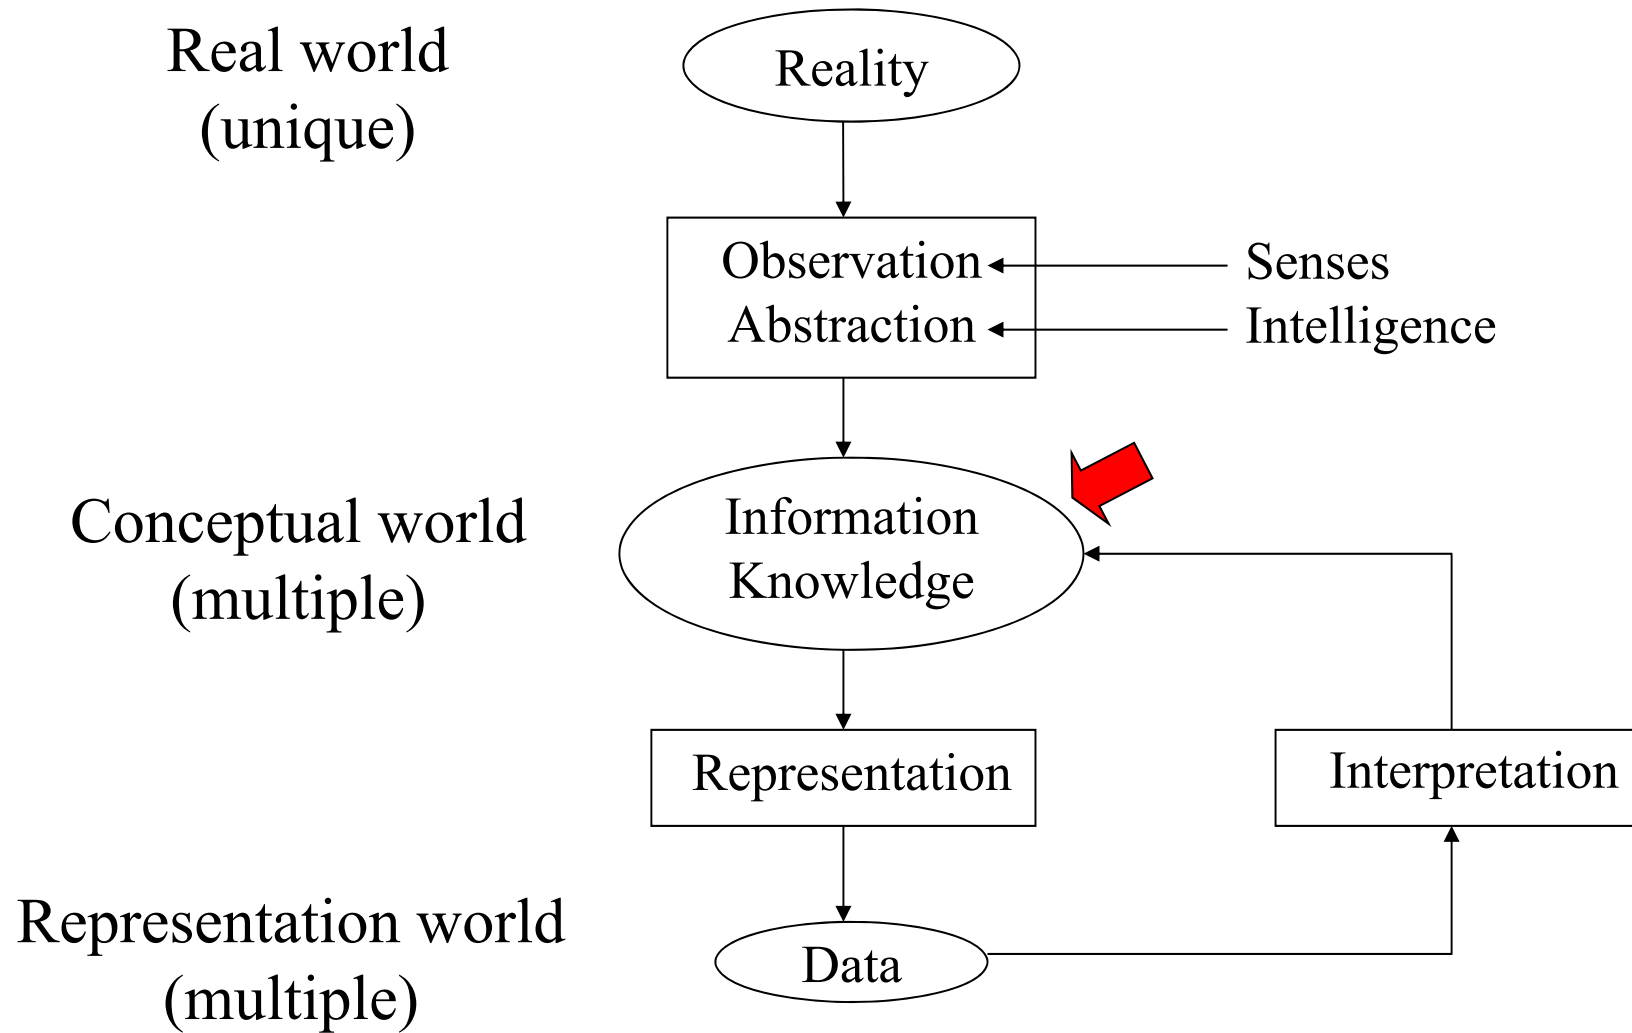 Real world
(unique)
Reality
Observation
Senses
Abstraction
Intelligence
Conceptual world
(multiple)
Information
Knowledge
Representation
Interpretation
Representation world
(multiple)
Data